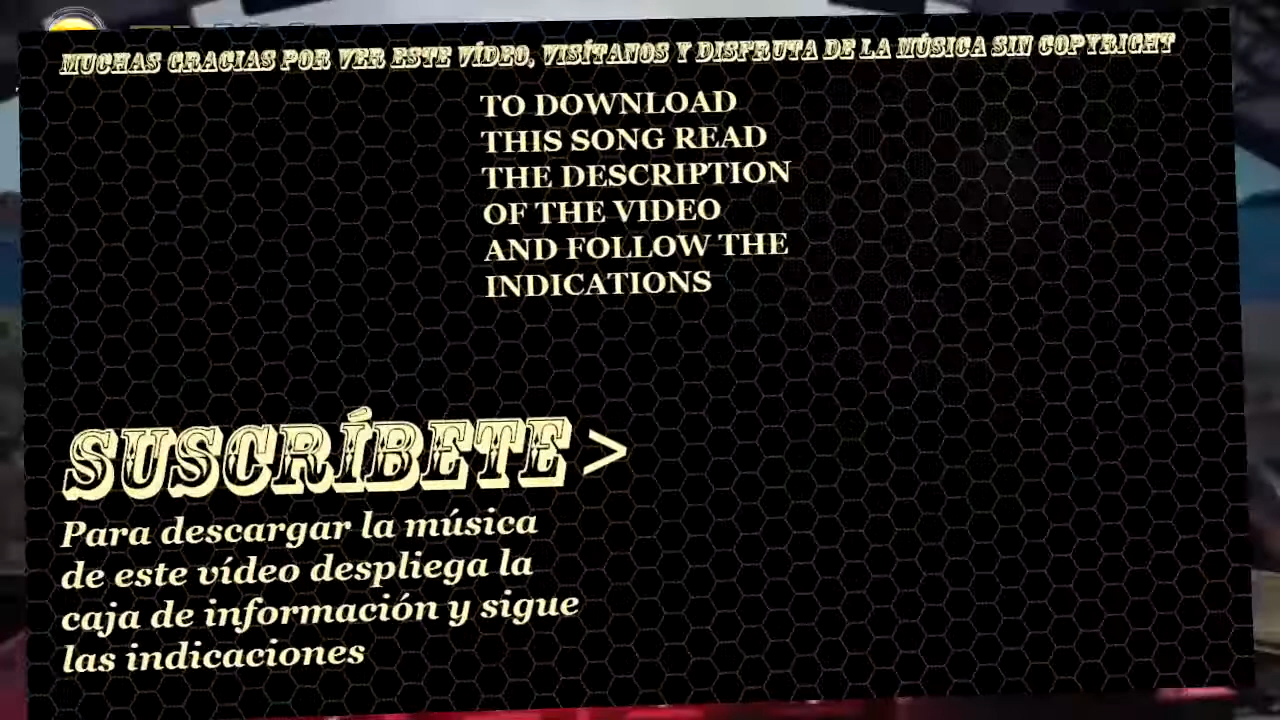 MUCHAS GRACIAS POR VER ESTE VÍDEO, VISÍTANOS Y DISFRUTA DE LA MÚSICA SIN COPYRIGHT
TO DOWNLOAD
THIS SONG READ
THE DESCRIPTION
OF THE VIDEO
AND FOLLOW THE
INDICATIONS
SUSCRÍBETE >
Para descargar la música
de este vídeo despliega la
caja de información y sigue
las indicaciones